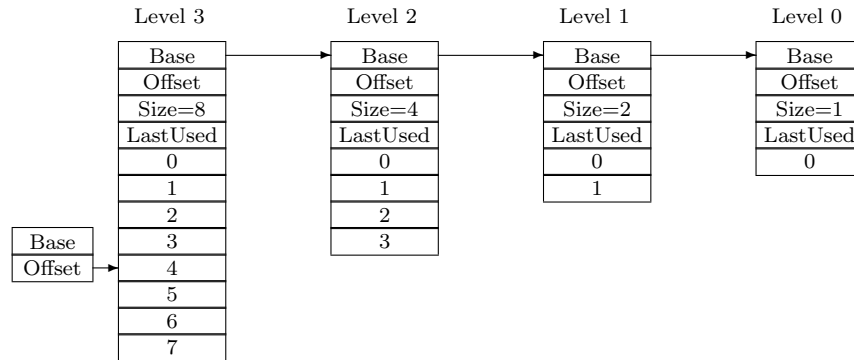 Level 3 Level 2 Level 1 Level 0
Base Base Base Base
Offset Offset Offset Offset
Size=8 Size=4 Size=2 Size=1
LastUsed LastUsed LastUsed LastUsed
0 0 0 0
1 1 1
2 2
Base 3 3
Offset 4
5
6
7